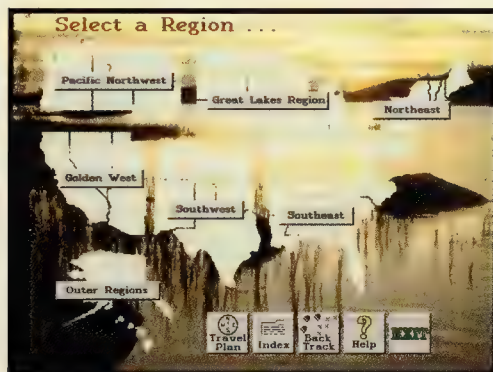 Select a Region ...
Pacific Northwest
Great Lakes Region
Northeast
Golden West
Southwest
Southeast
Outer Regions
Travel Plan
Index
Back Track
Help
EXIT